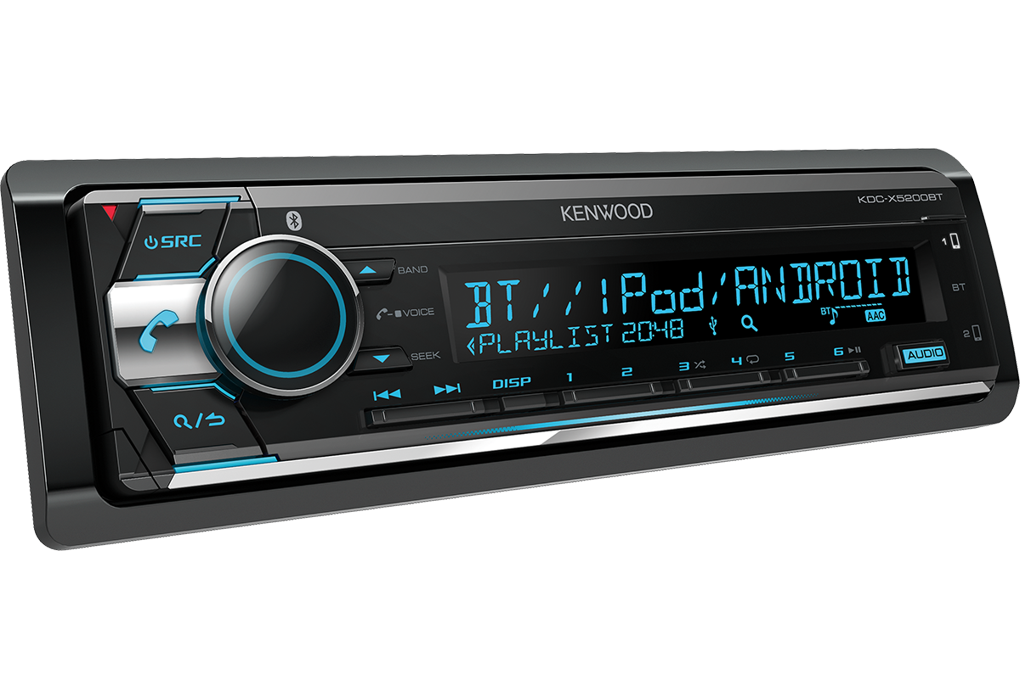 KENWOOD
KDC-X5200BT
SRC
BAND
VOICE
SEEK
BT//iPod/ANDROID
PLAYLIST 2048
BT
AAC
1
BT
2
DISP
1
2
3
4
5
6
AUDIO